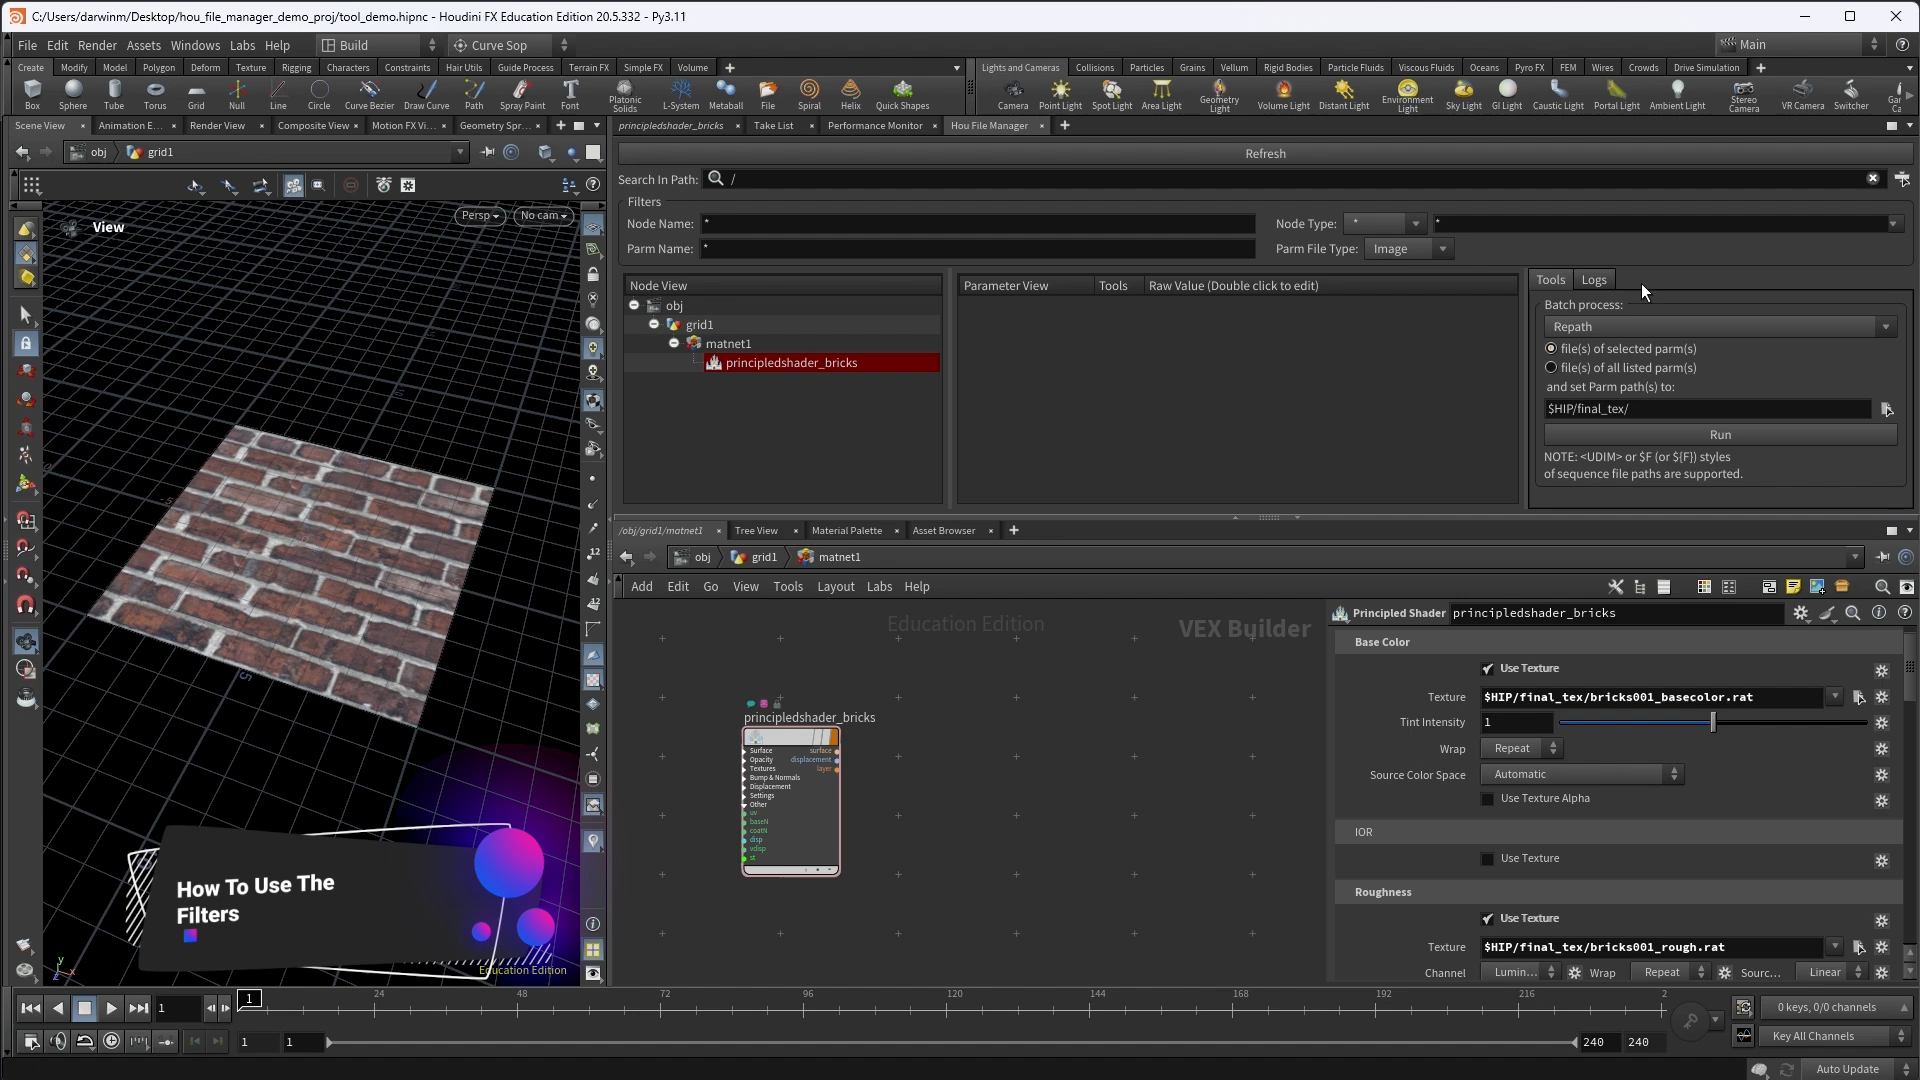 C:/Users/darwinm/Desktop/hou_file_manager_demo_proj/tool_demo.hipnc - Houdini FX Education Edition 20.5.332 - Py3.11
File Edit Render Assets Windows Labs Help Build Curve Sop Main
Create Modify Model Polygon Deform Texture Rigging Characters Constraints Hair Utils Guide Process Terrain FX Simple FX Volume
Lights and Cameras Collisions Particles Grains Vellum Rigid Bodies Particle Fluids Viscous Fluids Oceans Pyro FX FEM Wires Crowds Drive Simulation
Box Sphere Tube Torus Grid Null Line Circle Curve Bezier Draw Curve Path Spray Paint Font Platonic Solids L-System Metaball File Spiral Helix Quick Shapes
Camera Point Light Spot Light Area Light Geometry Light Volume Light Distant Light Environment Light Sky Light GI Light Caustic Light Portal Light Ambient Light Stereo Camera VR Camera Switcher Gar Ca
Scene View Animation E... Render View Composite View Motion FX Vi... Geometry Spr...
principledshader_bricks Take List Performance Monitor Hou File Manager
obj grid1
Refresh
Search In Path: /
Filters
Node Name: * Node Type: * *
Parm Name: * Parm File Type: Image
View Persp No cam
Node View
obj
grid1
matnet1
principledshader_bricks
Parameter View Tools Raw Value (Double click to edit)
Tools Logs
Batch process:
Repath
file(s) of selected parm(s)
file(s) of all listed parm(s)
and set Parm path(s) to:
$HIP/final_tex/
Run
NOTE: <UDIM> or $F (or ${F}) styles
of sequence file paths are supported.
/obj/grid1/matnet1 Tree View Material Palette Asset Browser
obj grid1 matnet1
Add Edit Go View Tools Layout Labs Help
Education Edition VEX Builder
principledshader_bricks
Surface surface
Opacity displacement
Textures layer
Bump & Normals
Displacement
Settings
Other
uv
baseN
coatN
disp
vdisp
st
Principled Shader principledshader_bricks
Base Color
Use Texture
Texture $HIP/final_tex/bricks001_basecolor.rat
Tint Intensity 1
Wrap Repeat
Source Color Space Automatic
Use Texture Alpha
IOR
Use Texture
Roughness
Use Texture
Texture $HIP/final_tex/bricks001_rough.rat
Channel Lumin... Wrap Repeat Sourc... Linear
How To Use The
Filters
Education Edition
1 1 24 48 72 96 120 144 168 192 216 2
0 keys, 0/0 channels
1 1 240 240 Key All Channels
Auto Update